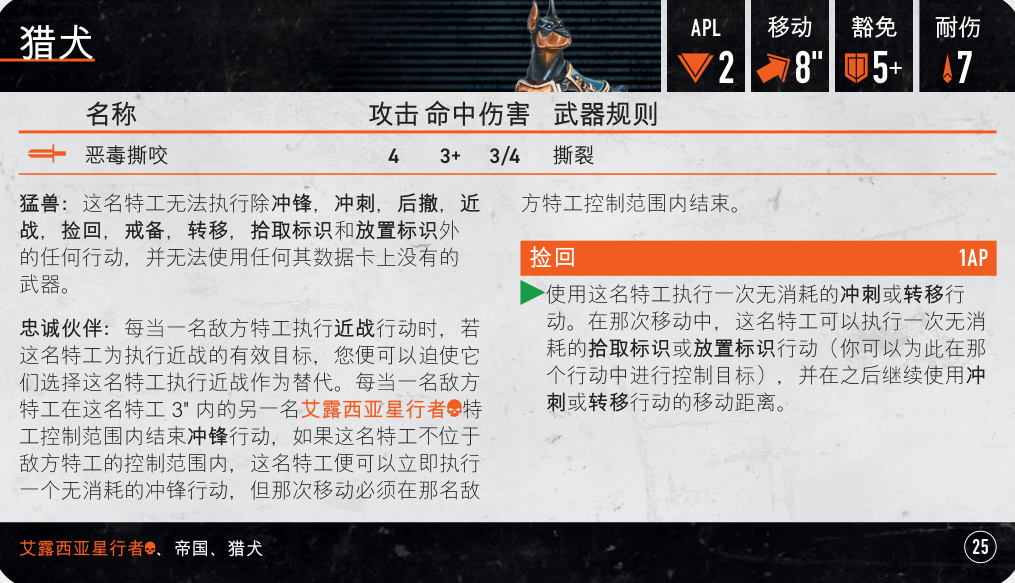 猎犬
APL 移动 豁免 耐伤
2 8" 5+ 7
名称 攻击 命中 伤害 武器规则
恶毒撕咬 4 3+ 3/4 撕裂
猛兽：这名特工无法执行除冲锋，冲刺，后撤，近
战，捡回，戒备，转移，拾取标识和放置标识外
的任何行动，并无法使用任何其数据卡上没有的
武器。
忠诚伙伴：每当一名敌方特工执行近战行动时，若
这名特工为执行近战的有效目标，您便可以迫使它
们选择这名特工执行近战作为替代。每当一名敌方
特工在这名特工 3" 内的另一名艾露西亚星行者特
工控制范围内结束冲锋行动，如果这名特工不位于
敌方特工的控制范围内，这名特工便可以立即执行
一个无消耗的冲锋行动，但那次移动必须在那名敌
方特工控制范围内结束。
捡回 1AP
使用这名特工执行一次无消耗的冲刺或转移行
动。在那次移动中，这名特工可以执行一次无消
耗的拾取标识或放置标识行动（你可以为此在那
个行动中进行控制目标），并在之后继续使用冲
刺或转移行动的移动距离。
艾露西亚星行者、帝国、猎犬
25